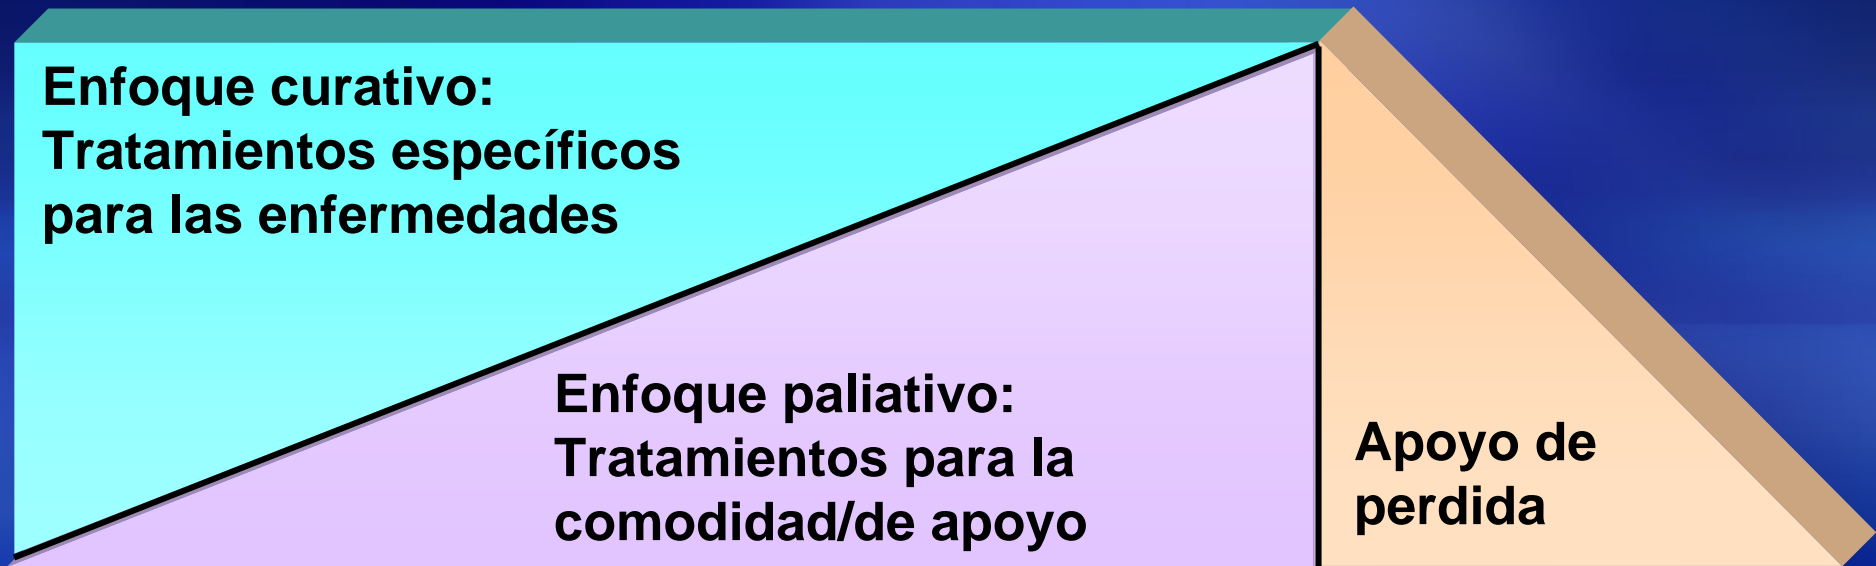 Enfoque curativo:
Tratamientos específicos
para las enfermedades
Enfoque paliativo:
Tratamientos para la
comodidad/de apoyo
Apoyo de
perdida